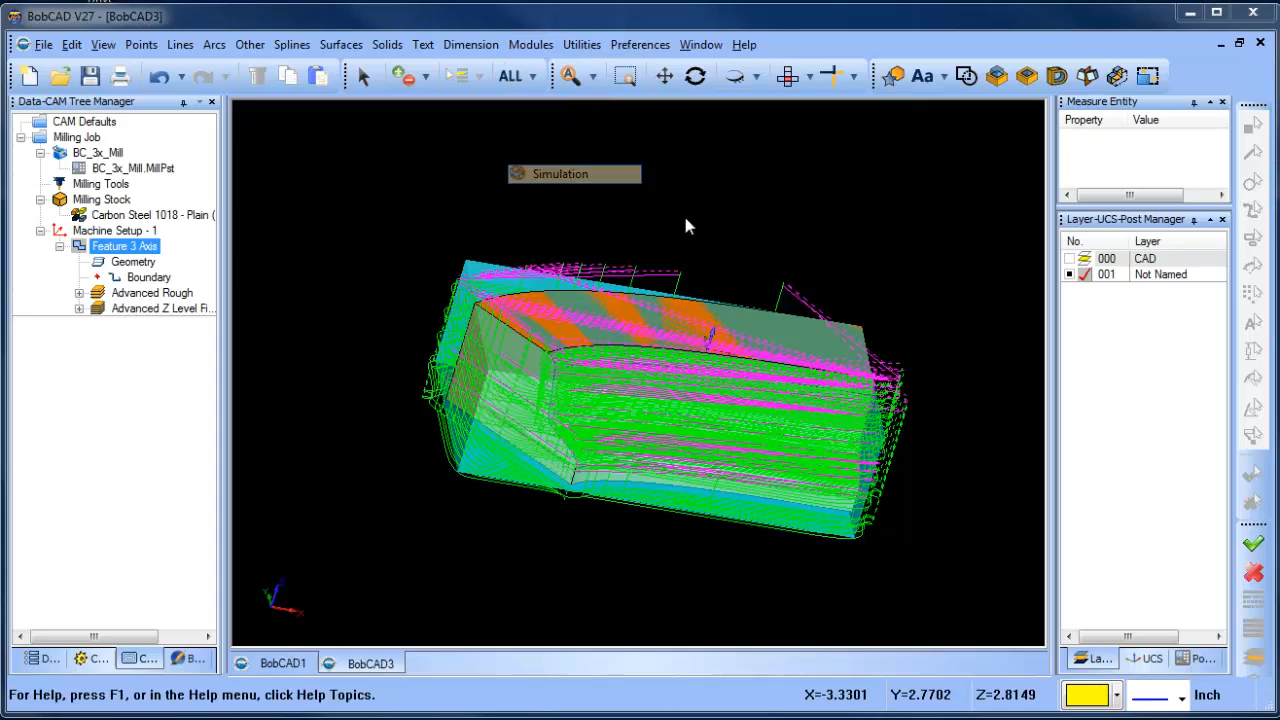 BobCAD V27 - [BobCAD3]
File Edit View Points Lines Arcs Other Splines Surfaces Solids Text Dimension Modules Utilities Preferences Window Help
ALL Aa
Data-CAM Tree Manager
CAM Defaults
Milling Job
BC_3x_Mill
BC_3x_Mill.MillPst
Milling Tools
Milling Stock
Carbon Steel 1018 - Plain (
Machine Setup - 1
Feature 3 Axis
Geometry
Boundary
Advanced Rough
Advanced Z Level Fi...
D... C... C... B...
Simulation
BobCAD1 BobCAD3
Measure Entity
Property Value
Layer-UCS-Post Manager
No. Layer
000 CAD
001 Not Named
La... UCS Po...
For Help, press F1, or in the Help menu, click Help Topics. X=-3.3301 Y=2.7702 Z=2.8149 Inch